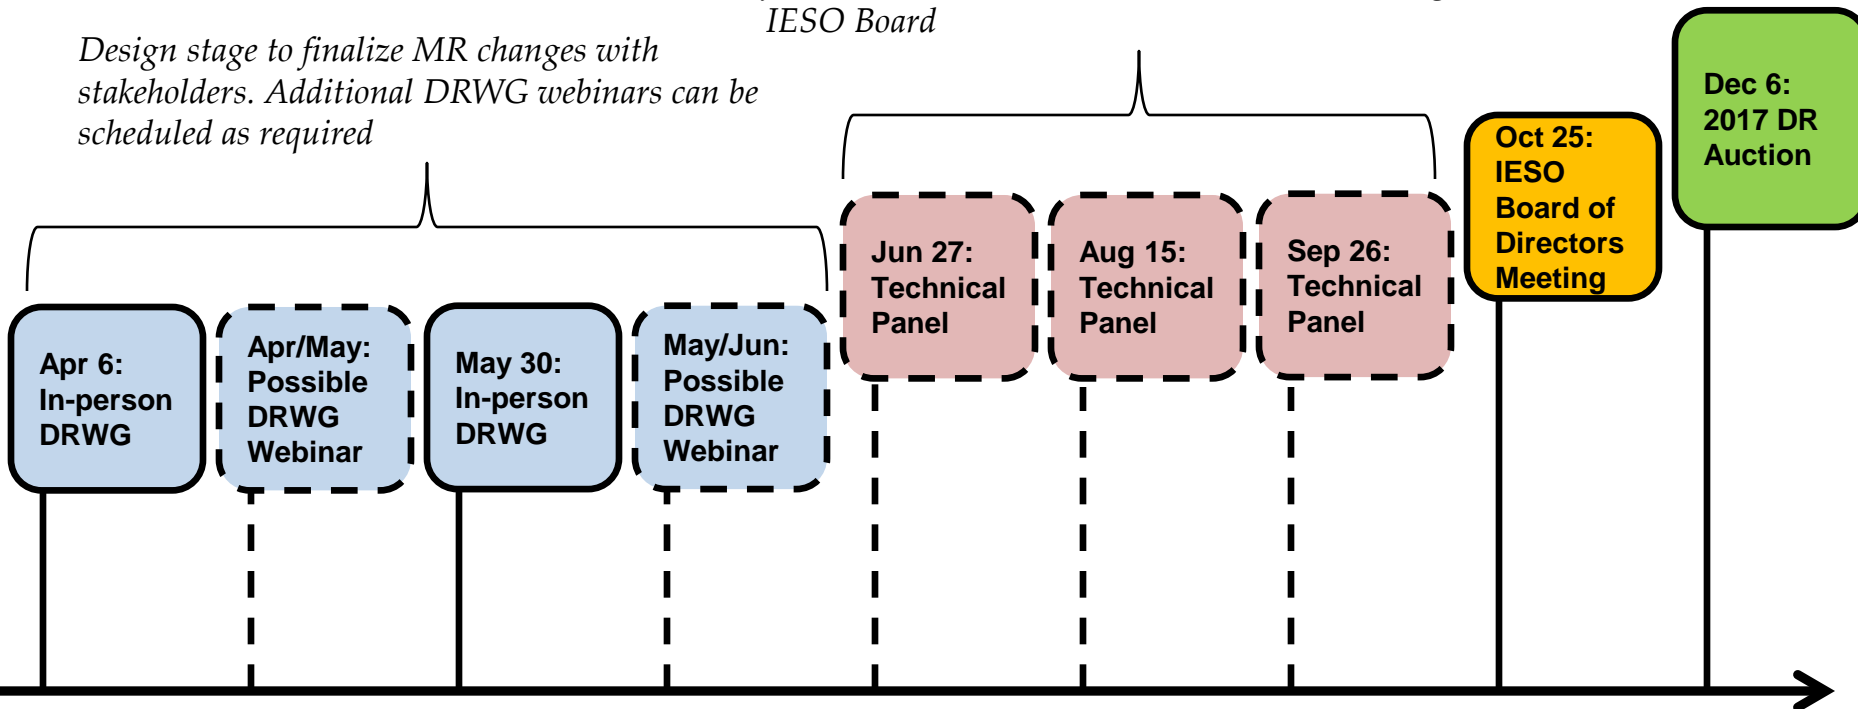 IESO Board
Design stage to finalize MR changes with
stakeholders. Additional DRWG webinars can be
scheduled as required
Apr 6:
In-person
DRWG
Apr/May:
Possible
DRWG
Webinar
May 30:
In-person
DRWG
May/Jun:
Possible
DRWG
Webinar
Jun 27:
Technical
Panel
Aug 15:
Technical
Panel
Sep 26:
Technical
Panel
Oct 25:
IESO
Board of
Directors
Meeting
Dec 6:
2017 DR
Auction